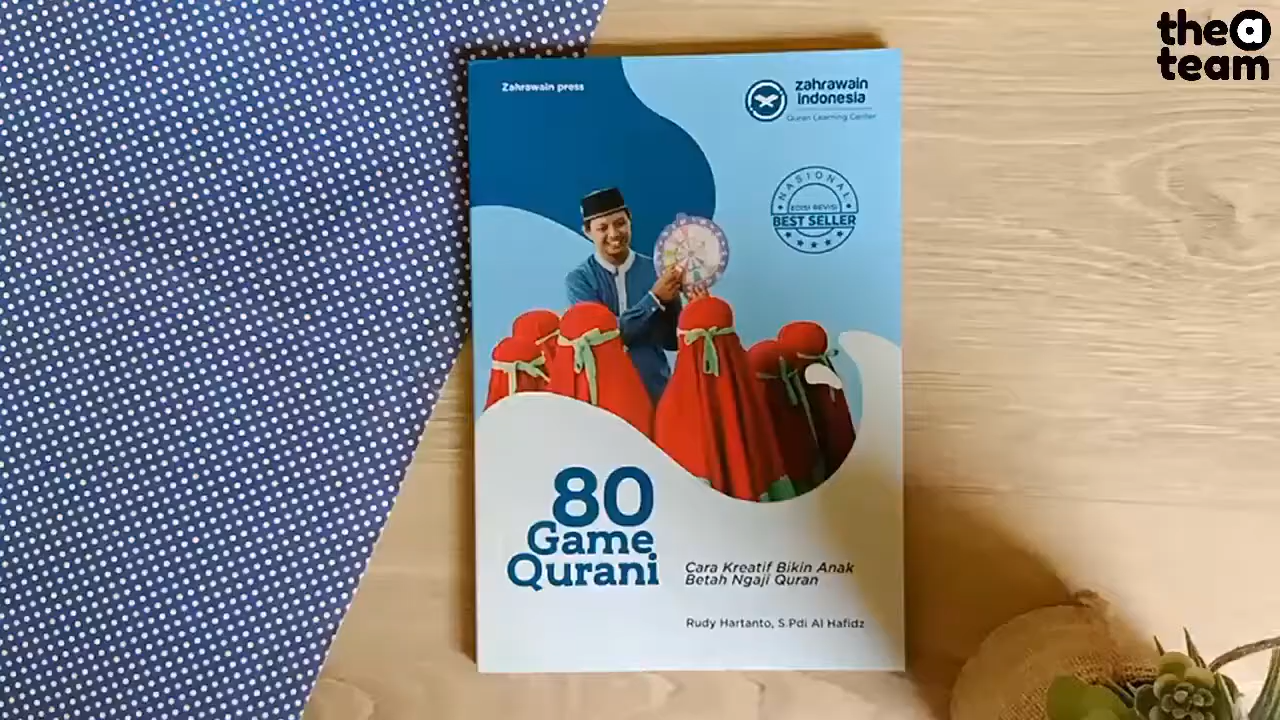 the a
team
Zahrawain press
zahrawain
indonesia
Quran Learning Center
NASIONAL
EDISI REVISI
BEST SELLER
80
Game
Qurani
Cara Kreatif Bikin Anak
Betah Ngaji Quran
Rudy Hartanto, S.Pdi Al Hafidz